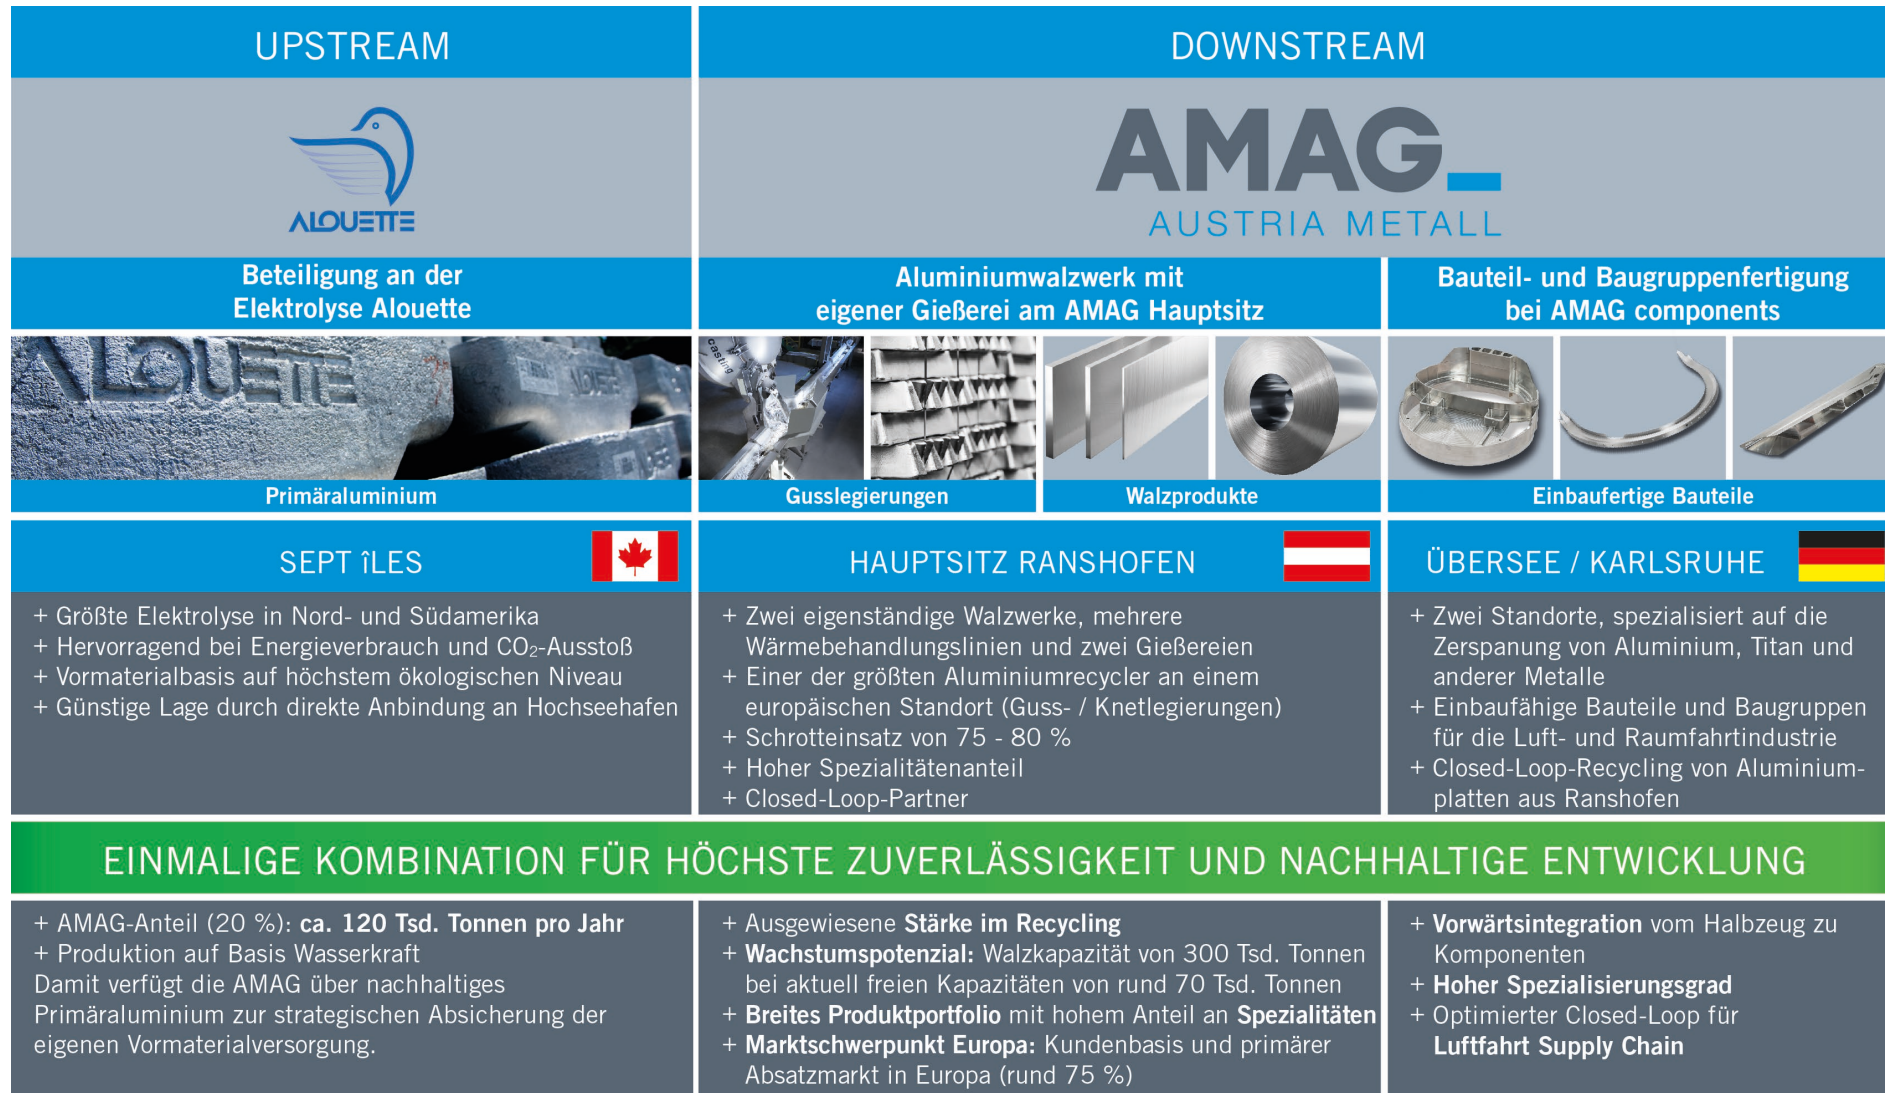 UPSTREAM
DOWNSTREAM
ALOUETTE
AMAG
AUSTRIA METALL
Beteiligung an der
Elektrolyse Alouette
Aluminiumwalzwerk mit
eigener Gießerei am AMAG Hauptsitz
Bauteil- und Baugruppenfertigung
bei AMAG components
ALOUETTE
ALOUETTE
casting
Primäraluminium
Gusslegierungen
Walzprodukte
Einbaufertige Bauteile
SEPT îLES
HAUPTSITZ RANSHOFEN
ÜBERSEE / KARLSRUHE
+ Größte Elektrolyse in Nord- und Südamerika
+ Hervorragend bei Energieverbrauch und CO₂-Ausstoß
+ Vormaterialbasis auf höchstem ökologischen Niveau
+ Günstige Lage durch direkte Anbindung an Hochseehafen
+ Zwei eigenständige Walzwerke, mehrere
Wärmebehandlungslinien und zwei Gießereien
+ Einer der größten Aluminiumrecycler an einem
europäischen Standort (Guss- / Knetlegierungen)
+ Schrotteinsatz von 75 - 80 %
+ Hoher Spezialitätenanteil
+ Closed-Loop-Partner
+ Zwei Standorte, spezialisiert auf die
Zerspanung von Aluminium, Titan und
anderer Metalle
+ Einbaufähige Bauteile und Baugruppen
für die Luft- und Raumfahrtindustrie
+ Closed-Loop-Recycling von Aluminium-
platten aus Ranshofen
EINMALIGE KOMBINATION FÜR HÖCHSTE ZUVERLÄSSIGKEIT UND NACHHALTIGE ENTWICKLUNG
+ AMAG-Anteil (20 %): ca. 120 Tsd. Tonnen pro Jahr
+ Produktion auf Basis Wasserkraft
Damit verfügt die AMAG über nachhaltiges
Primäraluminium zur strategischen Absicherung der
eigenen Vormaterialversorgung.
+ Ausgewiesene Stärke im Recycling
+ Wachstumspotenzial: Walzkapazität von 300 Tsd. Tonnen
bei aktuell freien Kapazitäten von rund 70 Tsd. Tonnen
+ Breites Produktportfolio mit hohem Anteil an Spezialitäten
+ Marktschwerpunkt Europa: Kundenbasis und primärer
Absatzmarkt in Europa (rund 75 %)
+ Vorwärtsintegration vom Halbzeug zu
Komponenten
+ Hoher Spezialisierungsgrad
+ Optimierter Closed-Loop für
Luftfahrt Supply Chain